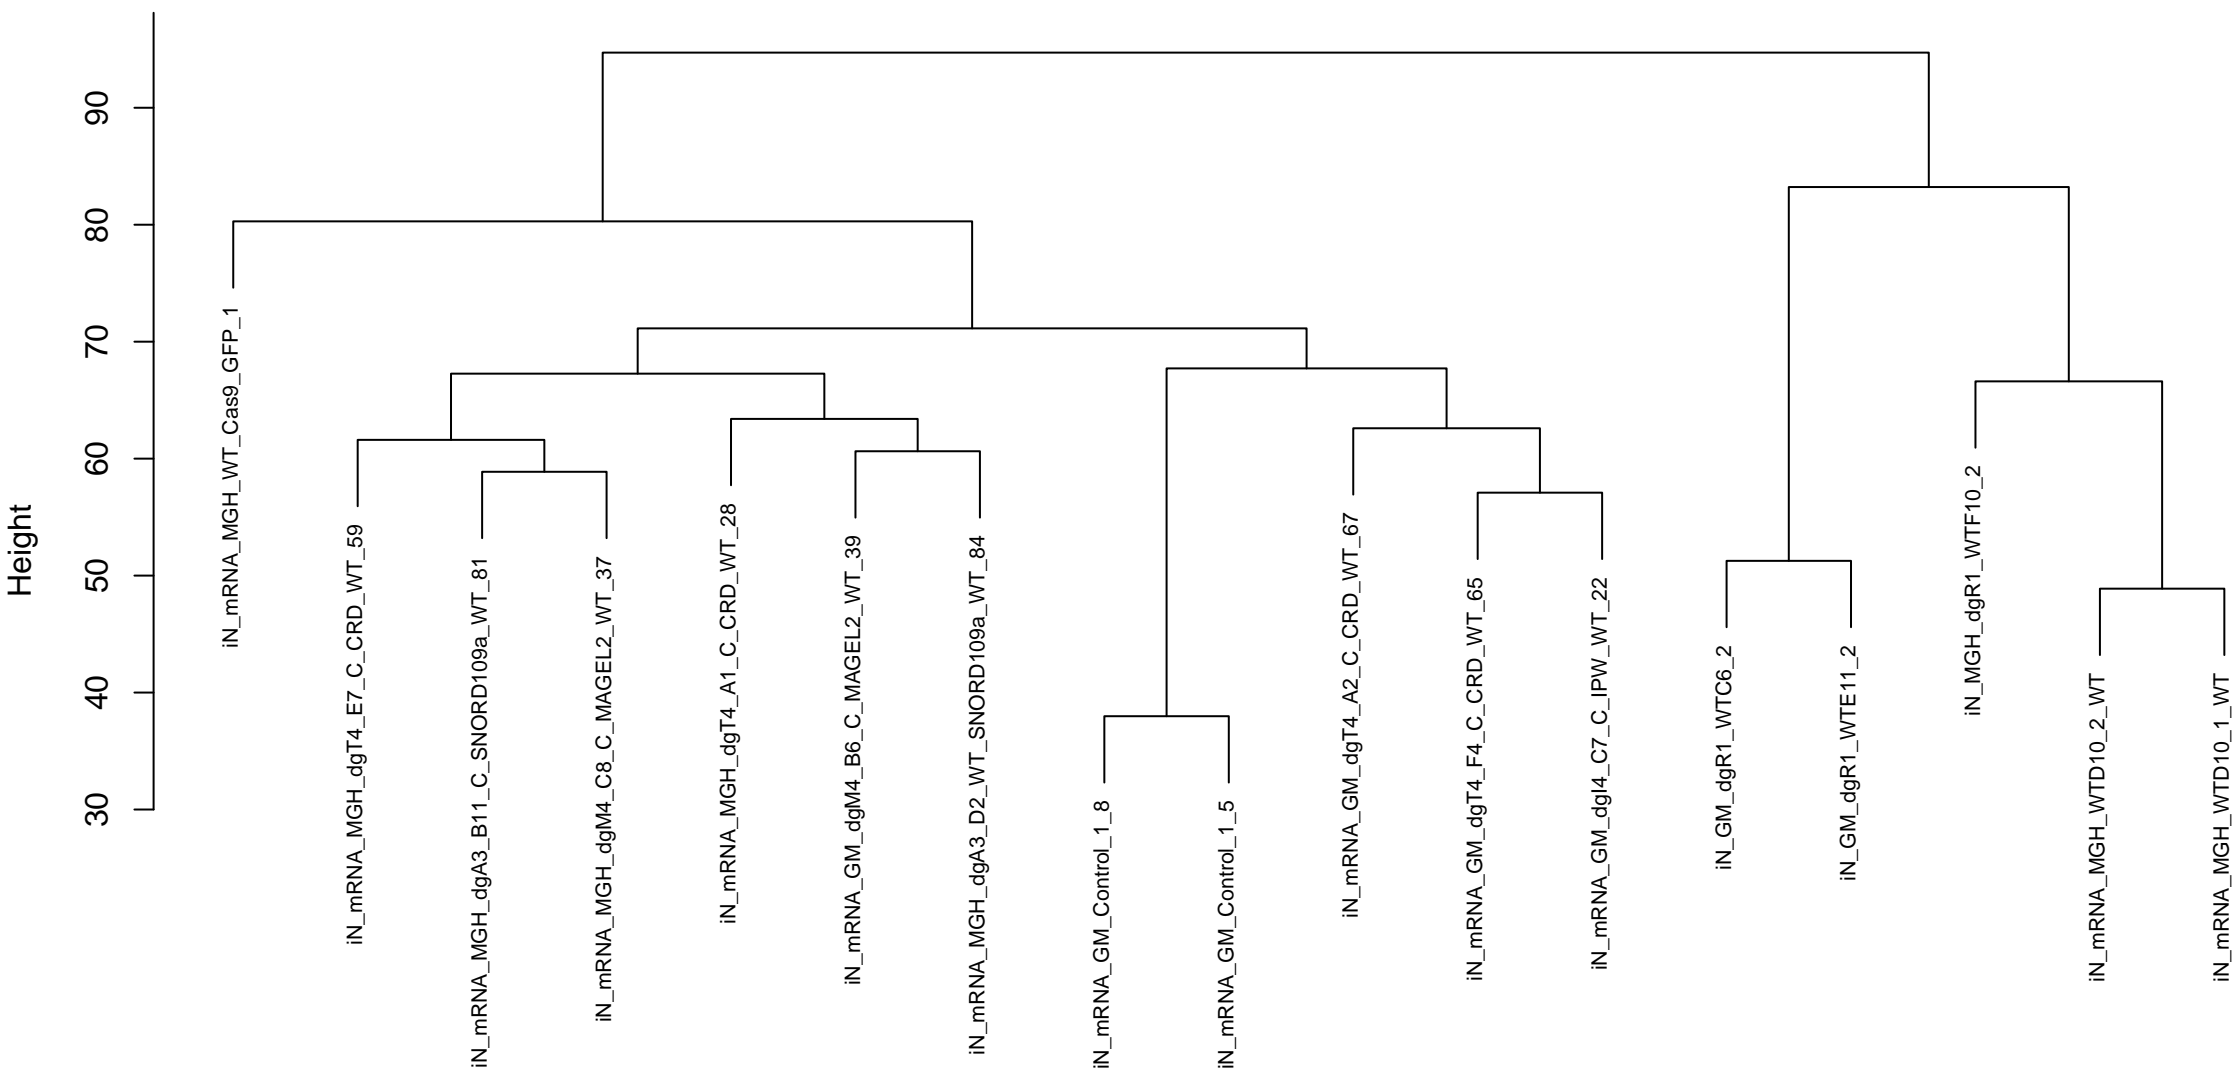 Height
90
80
70
60
50
40
30
iN_mRNA_MGH_WT_Cas9_GFP_1
iN_mRNA_MGH_dgT4_E7_C_CRD_WT_59
iN_mRNA_MGH_dgA3_B11_C_SNORD109a_WT_81
iN_mRNA_MGH_dgM4_C8_C_MAGEL2_WT_37
iN_mRNA_MGH_dgT4_A1_C_CRD_WT_28
iN_mRNA_GM_dgM4_B6_C_MAGEL2_WT_39
iN_mRNA_MGH_dgA3_D2_WT_SNORD109a_WT_84
iN_mRNA_GM_Control_1_8
iN_mRNA_GM_Control_1_5
iN_mRNA_GM_dgT4_A2_C_CRD_WT_67
iN_mRNA_GM_dgT4_F4_C_CRD_WT_65
iN_mRNA_GM_dgI4_C7_C_IPW_WT_22
iN_GM_dgR1_WTC6_2
iN_GM_dgR1_WTE11_2
iN_MGH_dgR1_WTF10_2
iN_mRNA_MGH_WTD10_2_WT
iN_mRNA_MGH_WTD10_1_WT